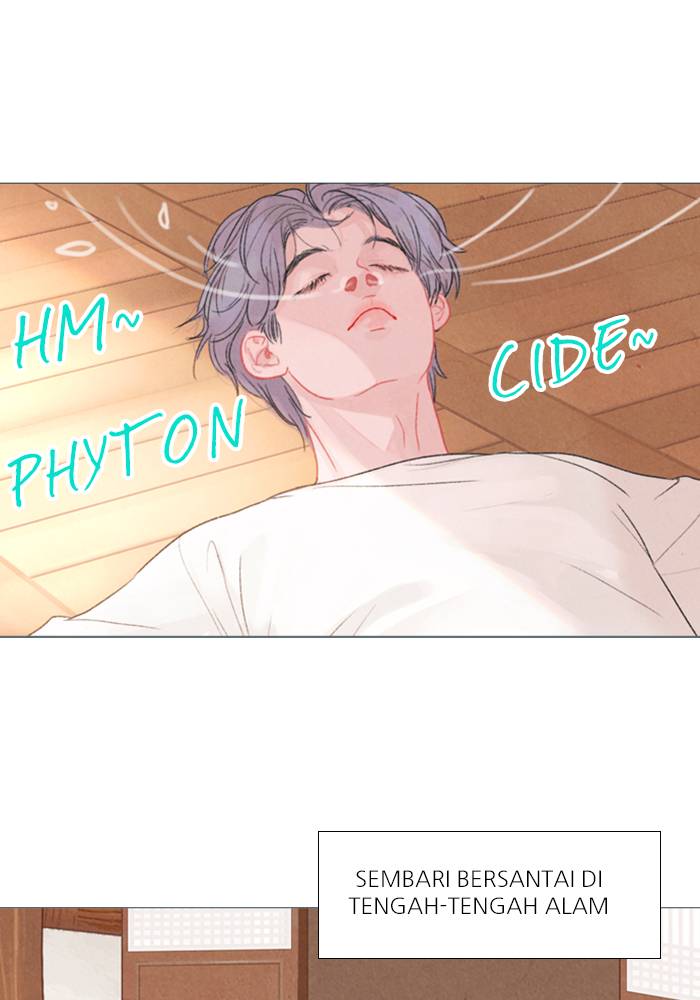 HM~
PHYTON
CIDE~
SEMBARI BERSANTAI DI
TENGAH-TENGAH ALAM